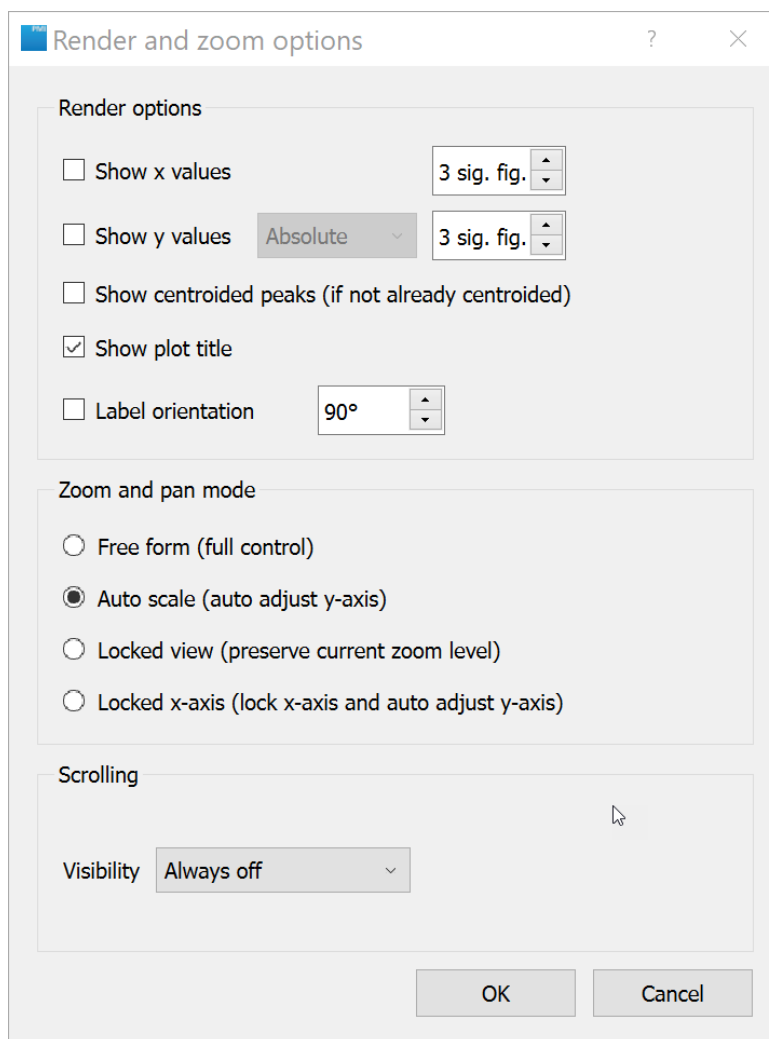 Render and zoom options ?
Render options
Show x values 3 sig. fig.
Show y values Absolute 3 sig. fig.
Show centroided peaks (if not already centroided)
Show plot title
Label orientation 90°
Zoom and pan mode
Free form (full control)
Auto scale (auto adjust y-axis)
Locked view (preserve current zoom level)
Locked x-axis (lock x-axis and auto adjust y-axis)
Scrolling
Visibility Always off
OK Cancel